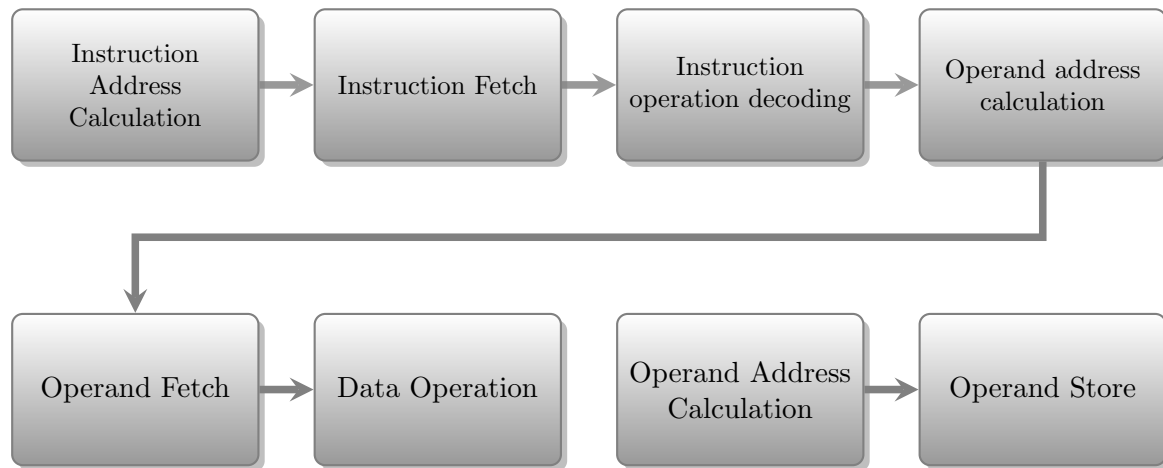 Instruction
Address
Calculation
Instruction Fetch
Instruction
operation decoding
Operand address
calculation
Operand Fetch
Data Operation
Operand Address
Calculation
Operand Store